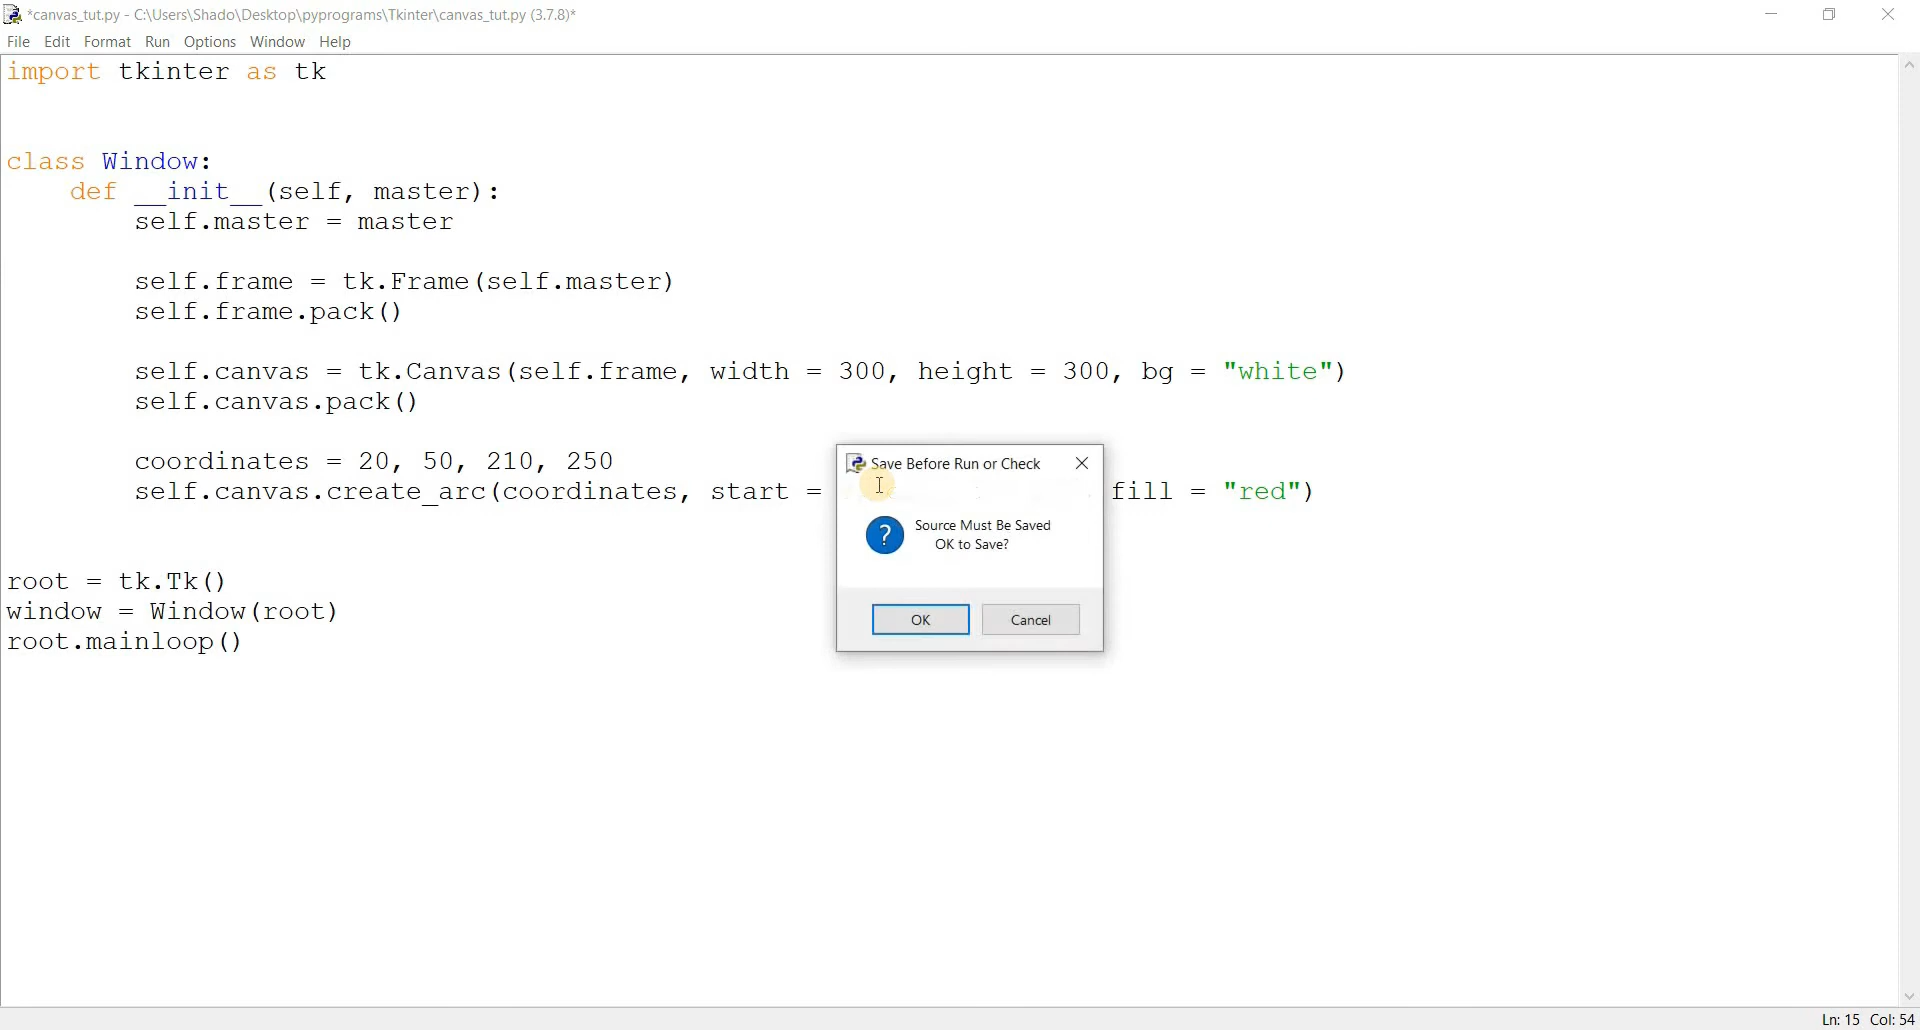 *canvas_tut.py - C:\Users\Shado\Desktop\pyprograms\Tkinter\canvas_tut.py (3.7.8)*
File Edit Format Run Options Window Help
import tkinter as tk
class Window:
    def __init__(self, master):
        self.master = master
        self.frame = tk.Frame(self.master)
        self.frame.pack()
        self.canvas = tk.Canvas(self.frame, width = 300, height = 300, bg = "white")
        self.canvas.pack()
        coordinates = 20, 50, 210, 250
        self.canvas.create_arc(coordinates, start = fill = "red")
root = tk.Tk()
window = Window(root)
root.mainloop()
Save Before Run or Check
Source Must Be Saved
OK to Save?
OK Cancel
Ln: 15 Col: 54